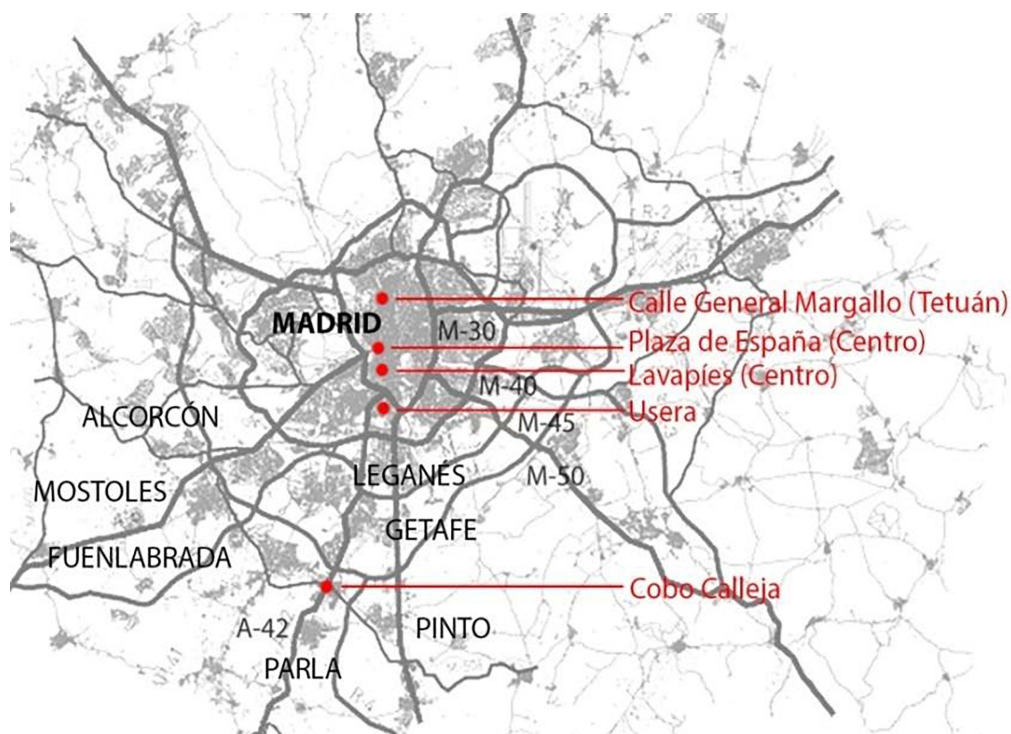 Calle General Margallo (Tetuán)
MADRID
M-30
Plaza de España (Centro)
Lavapíes (Centro)
M-40
ALCORCÓN
Usera
M-45
LEGANÉS
M-50
MOSTOLES
GETAFE
FUENLABRADA
Cobo Calleja
A-42
PINTO
PARLA
R-2